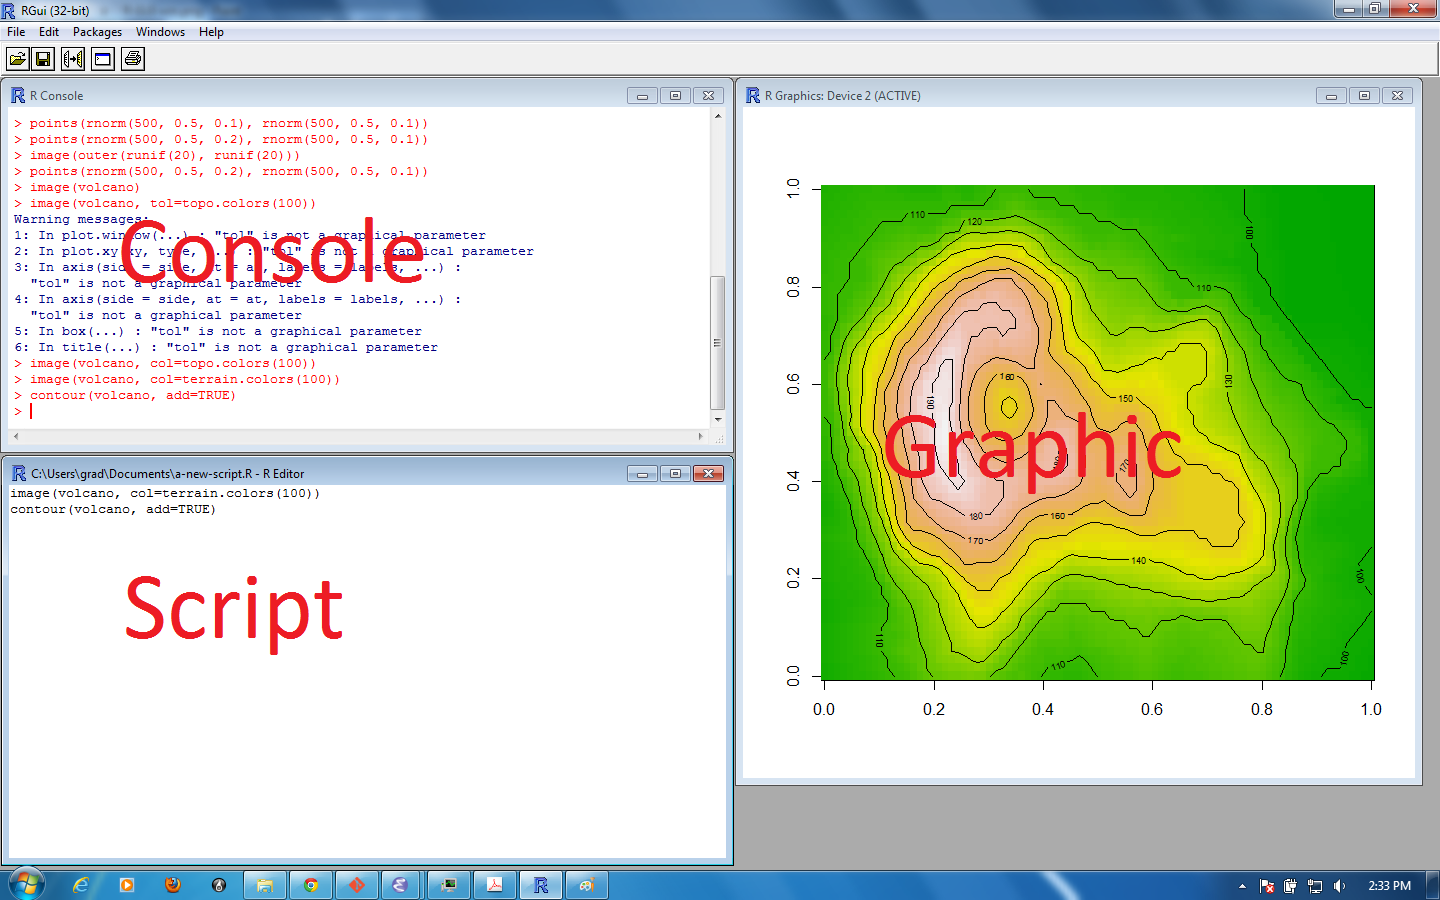 RGui (32-bit)
File Edit Packages Windows Help
R Console
> points(rnorm(500, 0.5, 0.1), rnorm(500, 0.5, 0.1))
> points(rnorm(500, 0.5, 0.2), rnorm(500, 0.5, 0.1))
> image(outer(runif(20), runif(20)))
> points(rnorm(500, 0.5, 0.2), rnorm(500, 0.5, 0.1))
> image(volcano)
> image(volcano, tol=topo.colors(100))
Warning messages:
1: In plot.window(...) : "tol" is not a graphical parameter
2: In plot.xy(xy, type, ...) : "tol" is not a graphical parameter
3: In axis(side = side, at = at, labels = labels, ...) :
"tol" is not a graphical parameter
4: In axis(side = side, at = at, labels = labels, ...) :
"tol" is not a graphical parameter
5: In box(...) : "tol" is not a graphical parameter
6: In title(...) : "tol" is not a graphical parameter
> image(volcano, col=topo.colors(100))
> image(volcano, col=terrain.colors(100))
> contour(volcano, add=TRUE)
>
Console
C:\Users\grad\Documents\a-new-script.R - R Editor
image(volcano, col=terrain.colors(100))
contour(volcano, add=TRUE)
Script
R Graphics: Device 2 (ACTIVE)
1.0
0.8
0.6
0.4
0.2
0.0
110
120
100
110
160
130
190
150
180
170
180
160
170
140
100
110
110
100
Graphic
0.0 0.2 0.4 0.6 0.8 1.0
2:33 PM